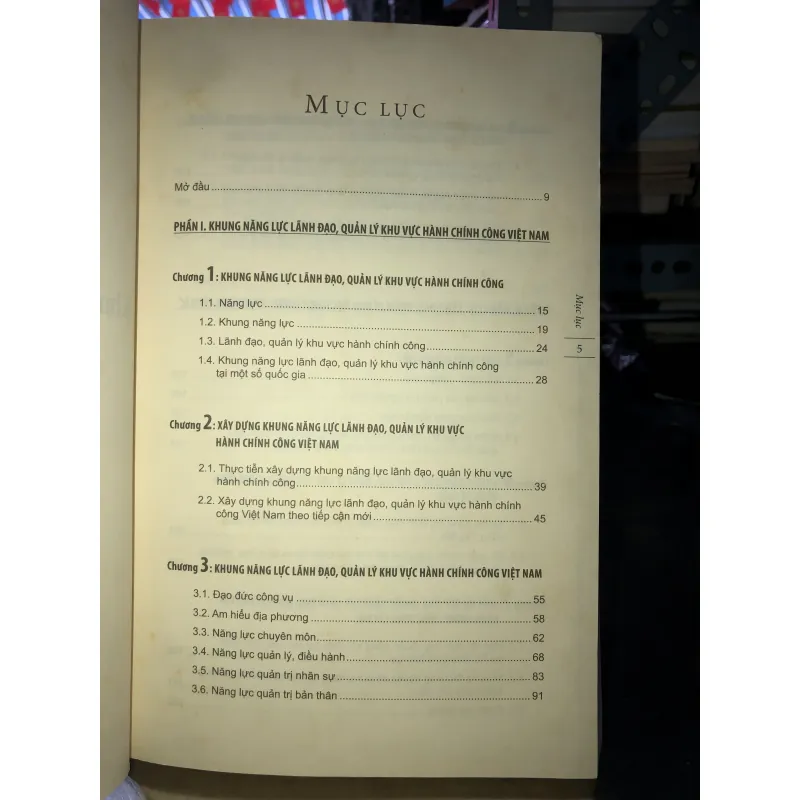 MỤC LỤC
Mở đầu ........ 9
PHẦN I. KHUNG NĂNG LỰC LÃNH ĐẠO, QUẢN LÝ KHU VỰC HÀNH CHÍNH CÔNG VIỆT NAM
Chương 1: KHUNG NĂNG LỰC LÃNH ĐẠO, QUẢN LÝ KHU VỰC HÀNH CHÍNH CÔNG
1.1. Năng lực ........ 15
1.2. Khung năng lực ........ 19
1.3. Lãnh đạo, quản lý khu vực hành chính công ........ 24
1.4. Khung năng lực lãnh đạo, quản lý khu vực hành chính công
tại một số quốc gia ........ 28
Chương 2: XÂY DỰNG KHUNG NĂNG LỰC LÃNH ĐẠO, QUẢN LÝ KHU VỰC
HÀNH CHÍNH CÔNG VIỆT NAM
2.1. Thực tiễn xây dựng khung năng lực lãnh đạo, quản lý khu vực
hành chính công ........ 39
2.2. Xây dựng khung năng lực lãnh đạo, quản lý khu vực hành chính
công Việt Nam theo tiếp cận mới ........ 45
Chương 3: KHUNG NĂNG LỰC LÃNH ĐẠO, QUẢN LÝ KHU VỰC HÀNH CHÍNH CÔNG VIỆT NAM
3.1. Đạo đức công vụ ........ 55
3.2. Am hiểu địa phương ........ 58
3.3. Năng lực chuyên môn ........ 62
3.4. Năng lực quản lý, điều hành ........ 68
3.5. Năng lực quản trị nhân sự ........ 83
3.6. Năng lực quản trị bản thân ........ 91
Mục lục
5